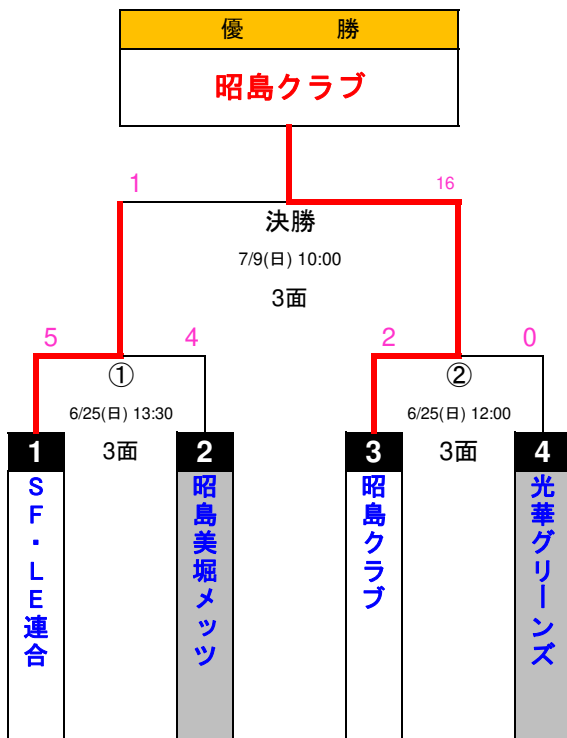 優　　勝
昭島クラブ
1
16
決勝
7/9(日) 10:00
3面
5
4
2
0
①
②
6/25(日) 13:30
6/25(日) 12:00
1
3面
2
3
3面
4
SF・LE連合
昭島美堀メッツ
昭島クラブ
光華グリーンズ